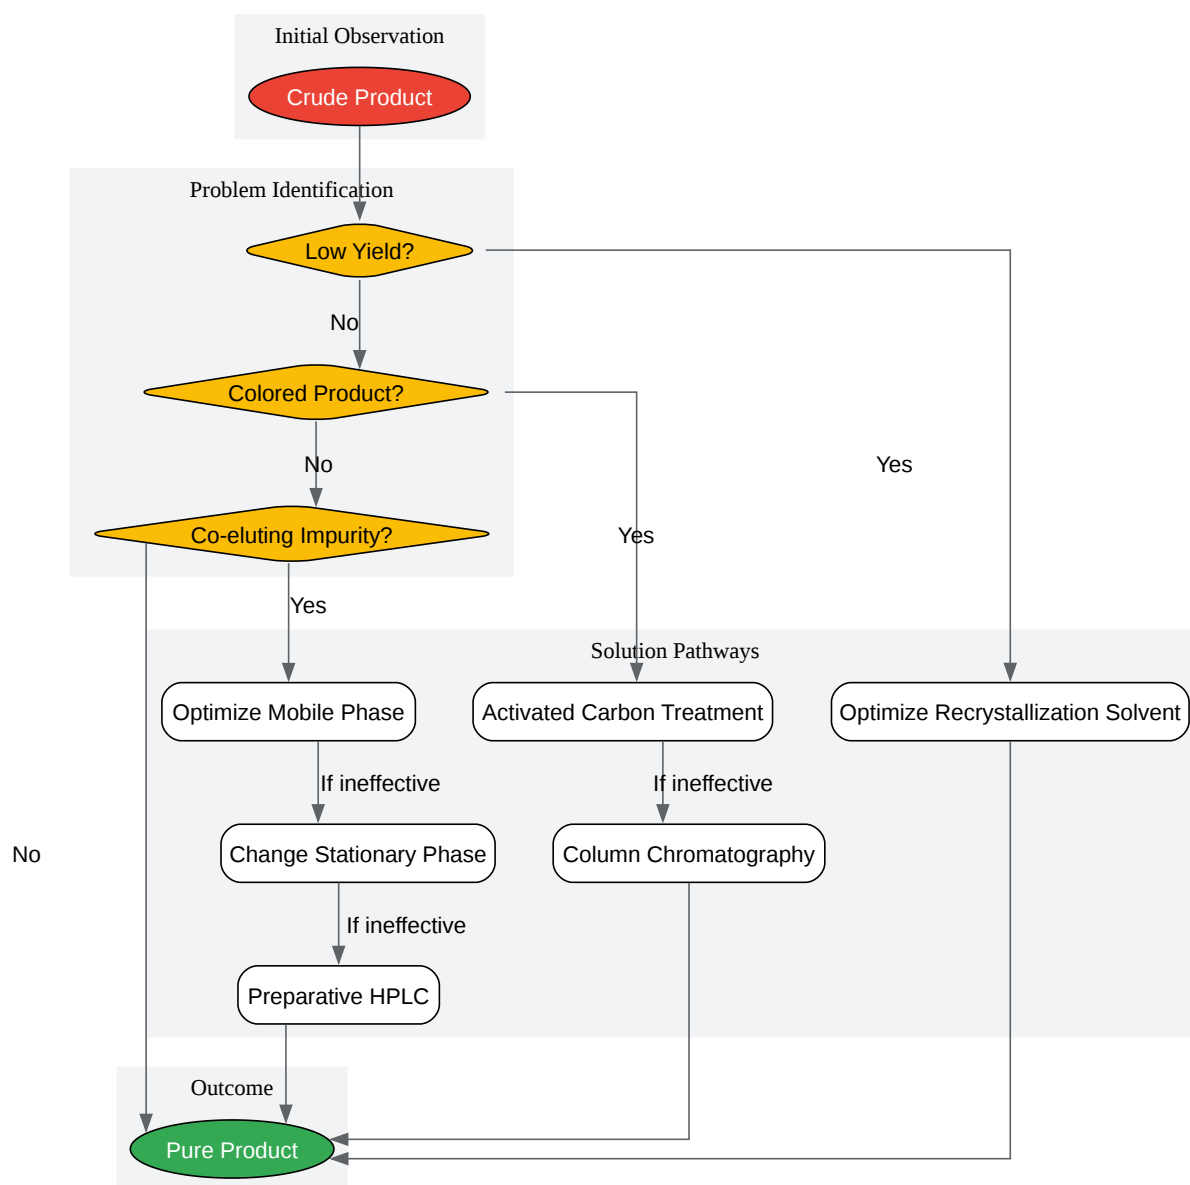 Initial Observation
Crude Product
Problem Identification
Low Yield?
No
Colored Product?
No
Yes
Co-eluting Impurity?
Yes
Yes
Solution Pathways
Optimize Mobile Phase
Activated Carbon Treatment
Optimize Recrystallization Solvent
If ineffective
If ineffective
No
Change Stationary Phase
Column Chromatography
If ineffective
Preparative HPLC
Outcome
Pure Product